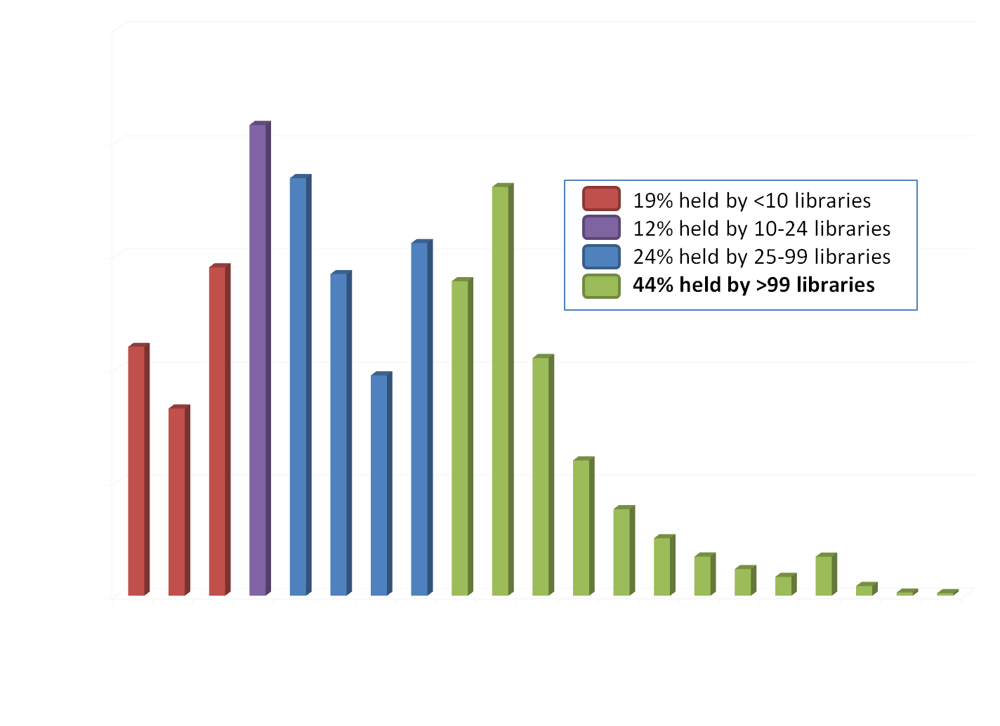 19% held by <10 libraries
12% held by 10-24 libraries
24% held by 25-99 libraries
44% held by >99 libraries